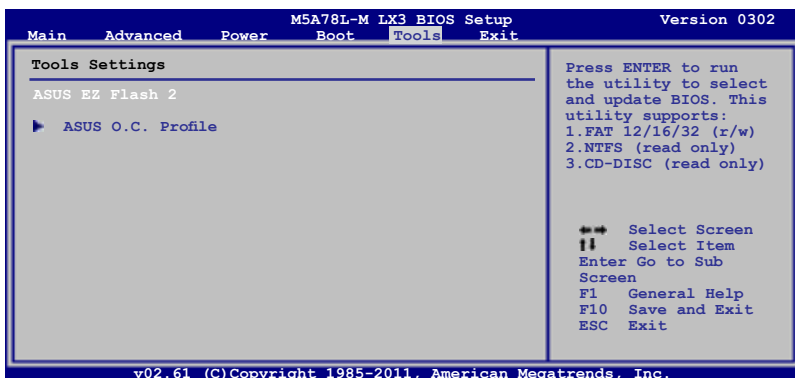 M5A78L-M LX3 BIOS Setup Version 0302
Main Advanced Power Boot Tools Exit
Tools Settings
ASUS EZ Flash 2
ASUS O.C. Profile
Press ENTER to run
the utility to select
and update BIOS. This
utility supports:
1.FAT 12/16/32 (r/w)
2.NTFS (read only)
3.CD-DISC (read only)
Select Screen
Select Item
Enter Go to Sub
Screen
F1 General Help
F10 Save and Exit
ESC Exit
v02.61 (C)Copyright 1985-2011, American Megatrends, Inc.